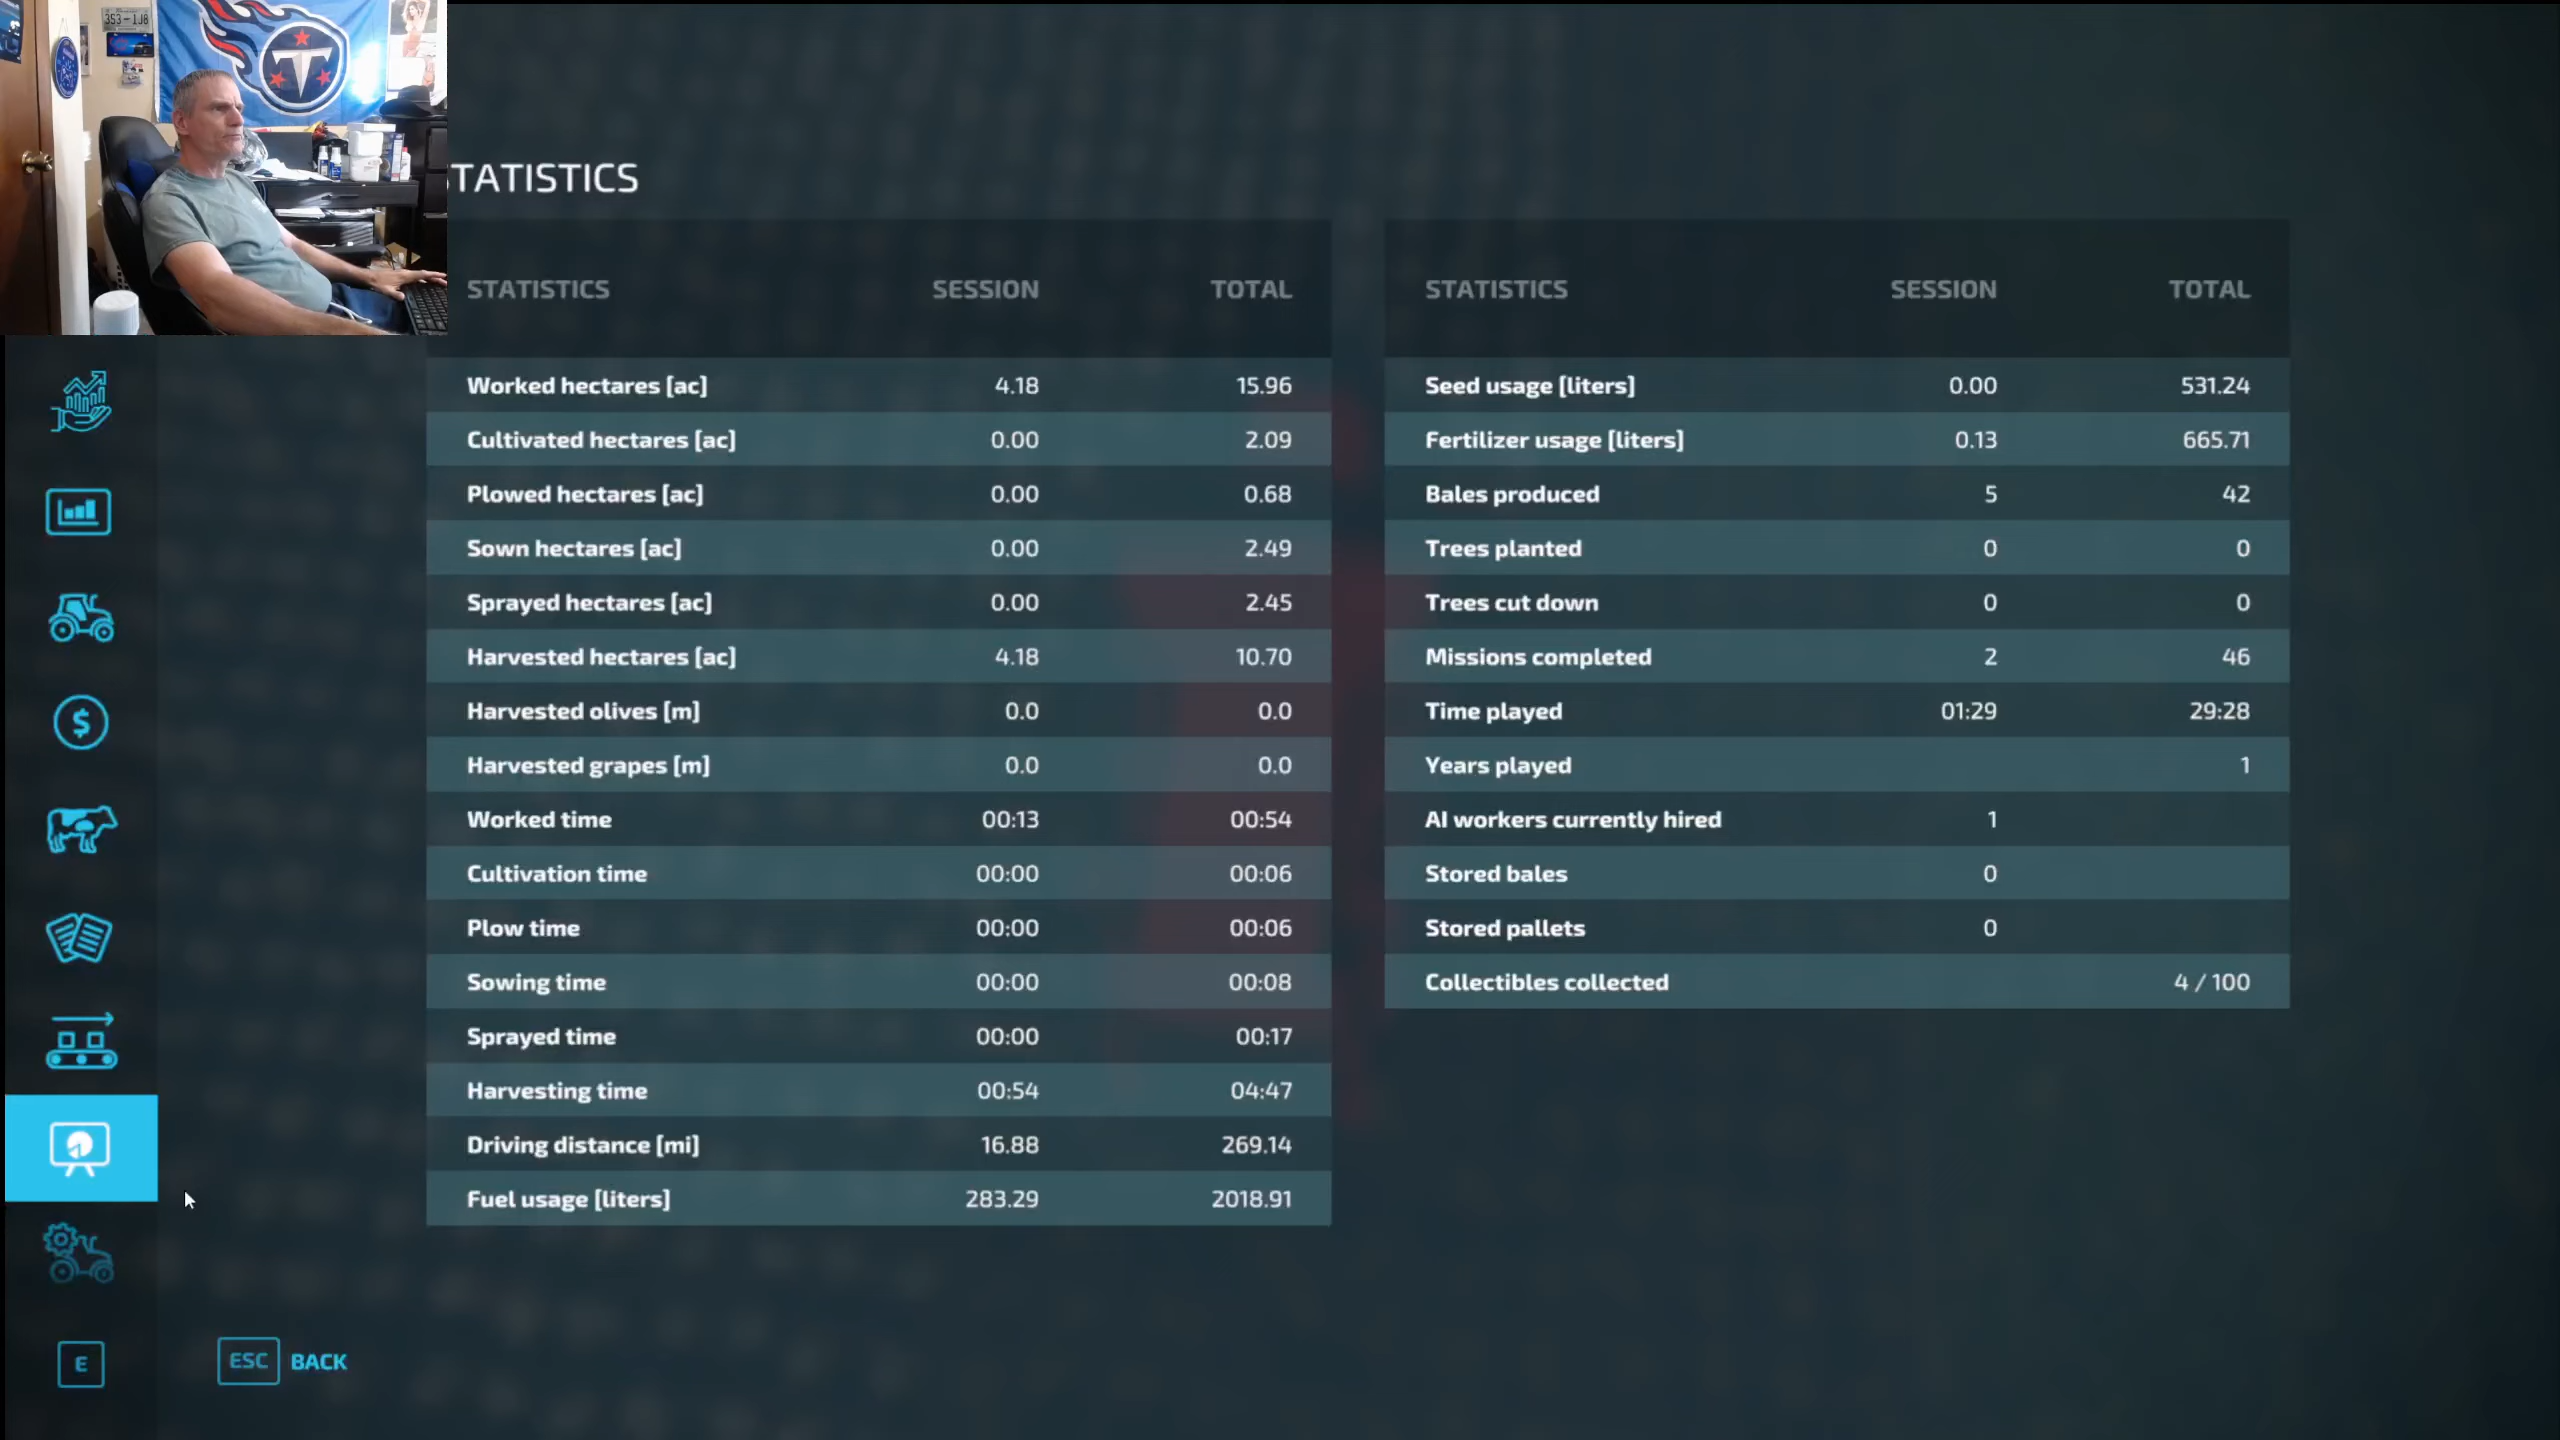 353-1J8
T
TATISTICS
STATISTICS SESSION TOTAL
Worked hectares [ac] 4.18 15.96
Cultivated hectares [ac] 0.00 2.09
Plowed hectares [ac] 0.00 0.68
Sown hectares [ac] 0.00 2.49
Sprayed hectares [ac] 0.00 2.45
Harvested hectares [ac] 4.18 10.70
Harvested olives [m] 0.0 0.0
Harvested grapes [m] 0.0 0.0
Worked time 00:13 00:54
Cultivation time 00:00 00:06
Plow time 00:00 00:06
Sowing time 00:00 00:08
Sprayed time 00:00 00:17
Harvesting time 00:54 04:47
Driving distance [mi] 16.88 269.14
Fuel usage [liters] 283.29 2018.91
STATISTICS SESSION TOTAL
Seed usage [liters] 0.00 531.24
Fertilizer usage [liters] 0.13 665.71
Bales produced 5 42
Trees planted 0 0
Trees cut down 0 0
Missions completed 2 46
Time played 01:29 29:28
Years played 1
AI workers currently hired 1
Stored bales 0
Stored pallets 0
Collectibles collected 4 / 100
E
ESC BACK